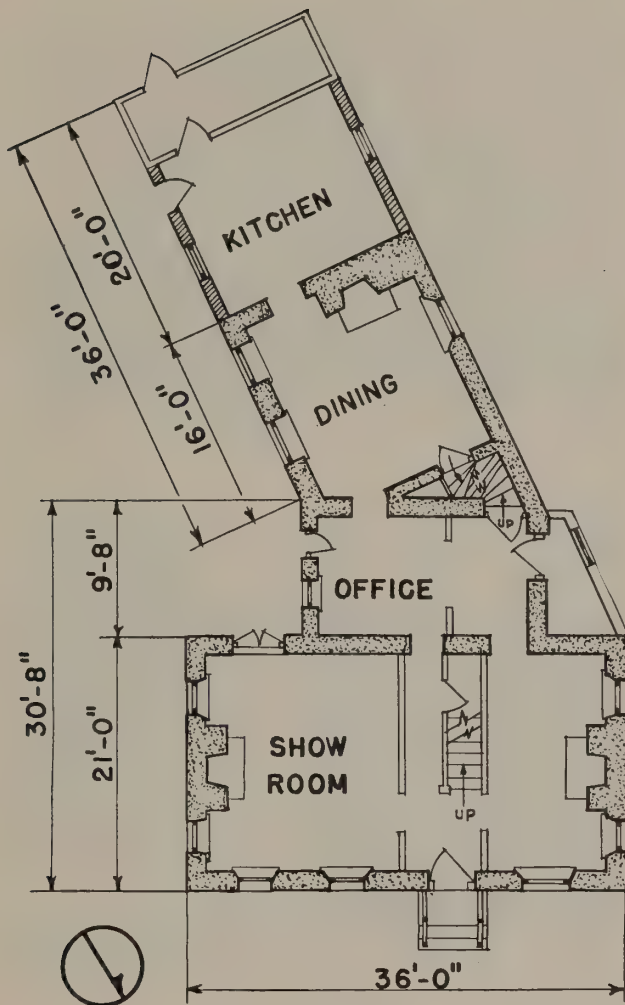 KITCHEN
20'-0"
36'-0"
16'-0"
DINING
UP
9'-8"
OFFICE
30'-8"
21'-0"
SHOW
ROOM
UP
36'-0"